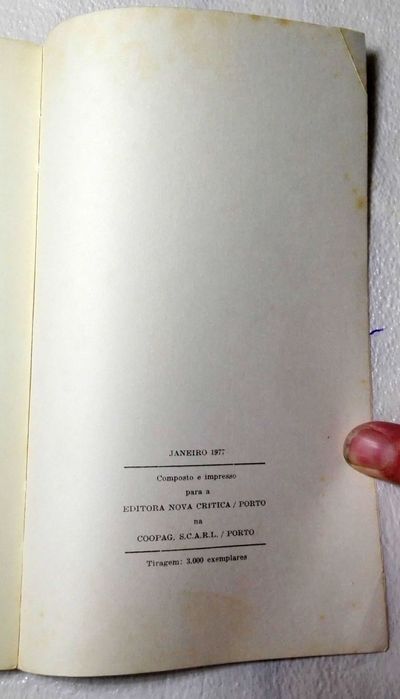 JANEIRO 1977
Composto e impresso
para a
EDITORA NOVA CRITICA / PORTO
na
COOPAG, S.C.A.R.L. / PORTO
Tiragem: 3.000 exemplares